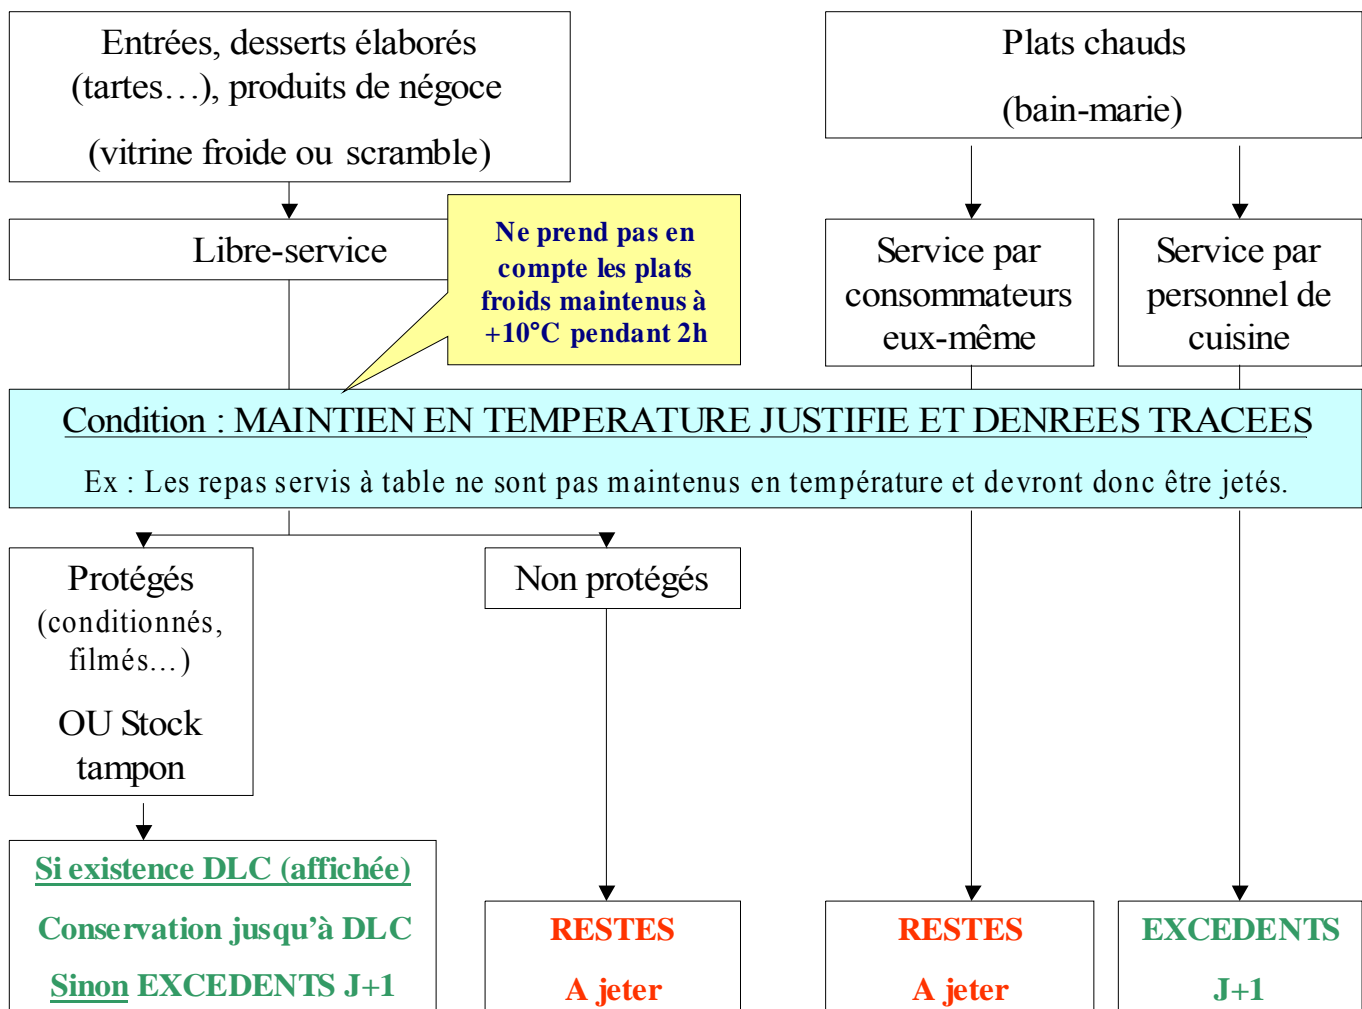 Entrées, desserts élaborés
(tartes…), produits de négoce
(vitrine froide ou scramble)
Plats chauds
(bain-marie)
Libre-service
Ne prend pas en
compte les plats
froids maintenus à
+10°C pendant 2h
Service par
consommateurs
eux-même
Service par
personnel de
cuisine
Condition : MAINTIEN EN TEMPERATURE JUSTIFIE ET DENREES TRACEES
Ex : Les repas servis à table ne sont pas maintenus en température et devront donc être jetés.
Protégés
(conditionnés,
filmés…)
OU Stock
tampon
Non protégés
Si existence DLC (affichée)
Conservation jusqu’à DLC
Sinon EXCEDENTS J+1
RESTES
A jeter
RESTES
A jeter
EXCEDENTS
J+1